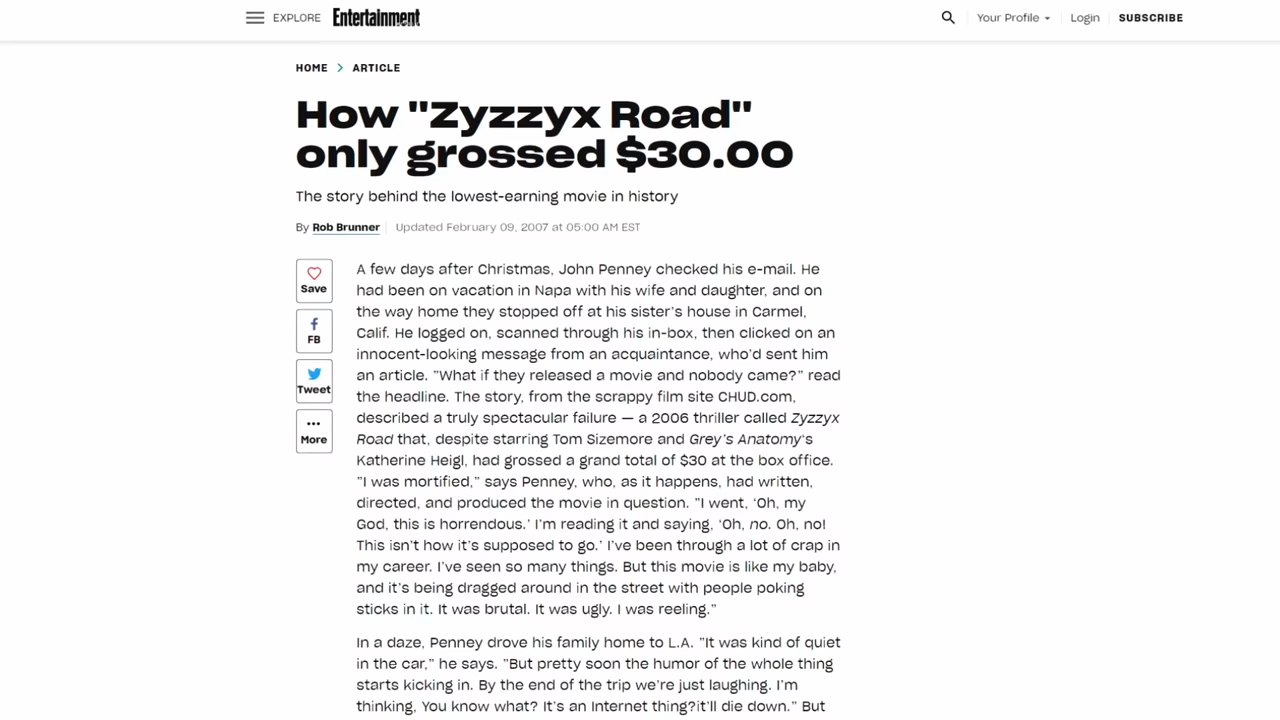 EXPLORE Entertainment Your Profile Login SUBSCRIBE
HOME > ARTICLE
How "Zyzzyx Road"
only grossed $30.00
The story behind the lowest-earning movie in history
By Rob Brunner Updated February 09, 2007 at 05:00 AM EST
Save
FB
Tweet
More
A few days after Christmas, John Penney checked his e-mail. He
had been on vacation in Napa with his wife and daughter, and on
the way home they stopped off at his sister's house in Carmel,
Calif. He logged on, scanned through his in-box, then clicked on an
innocent-looking message from an acquaintance, who'd sent him
an article. "What if they released a movie and nobody came?" read
the headline. The story, from the scrappy film site CHUD.com,
described a truly spectacular failure — a 2006 thriller called Zyzzyx
Road that, despite starring Tom Sizemore and Grey's Anatomy‘s
Katherine Heigl, had grossed a grand total of $30 at the box office.
"I was mortified," says Penney, who, as it happens, had written,
directed, and produced the movie in question. "I went, ‘Oh, my
God, this is horrendous.' I'm reading it and saying, ‘Oh, no. Oh, no!
This isn't how it's supposed to go.' I've been through a lot of crap in
my career. I've seen so many things. But this movie is like my baby,
and it's being dragged around in the street with people poking
sticks in it. It was brutal. It was ugly. I was reeling."
In a daze, Penney drove his family home to L.A. "It was kind of quiet
in the car," he says. "But pretty soon the humor of the whole thing
starts kicking in. By the end of the trip we're just laughing. I'm
thinking, You know what? It's an Internet thing?it'll die down." But